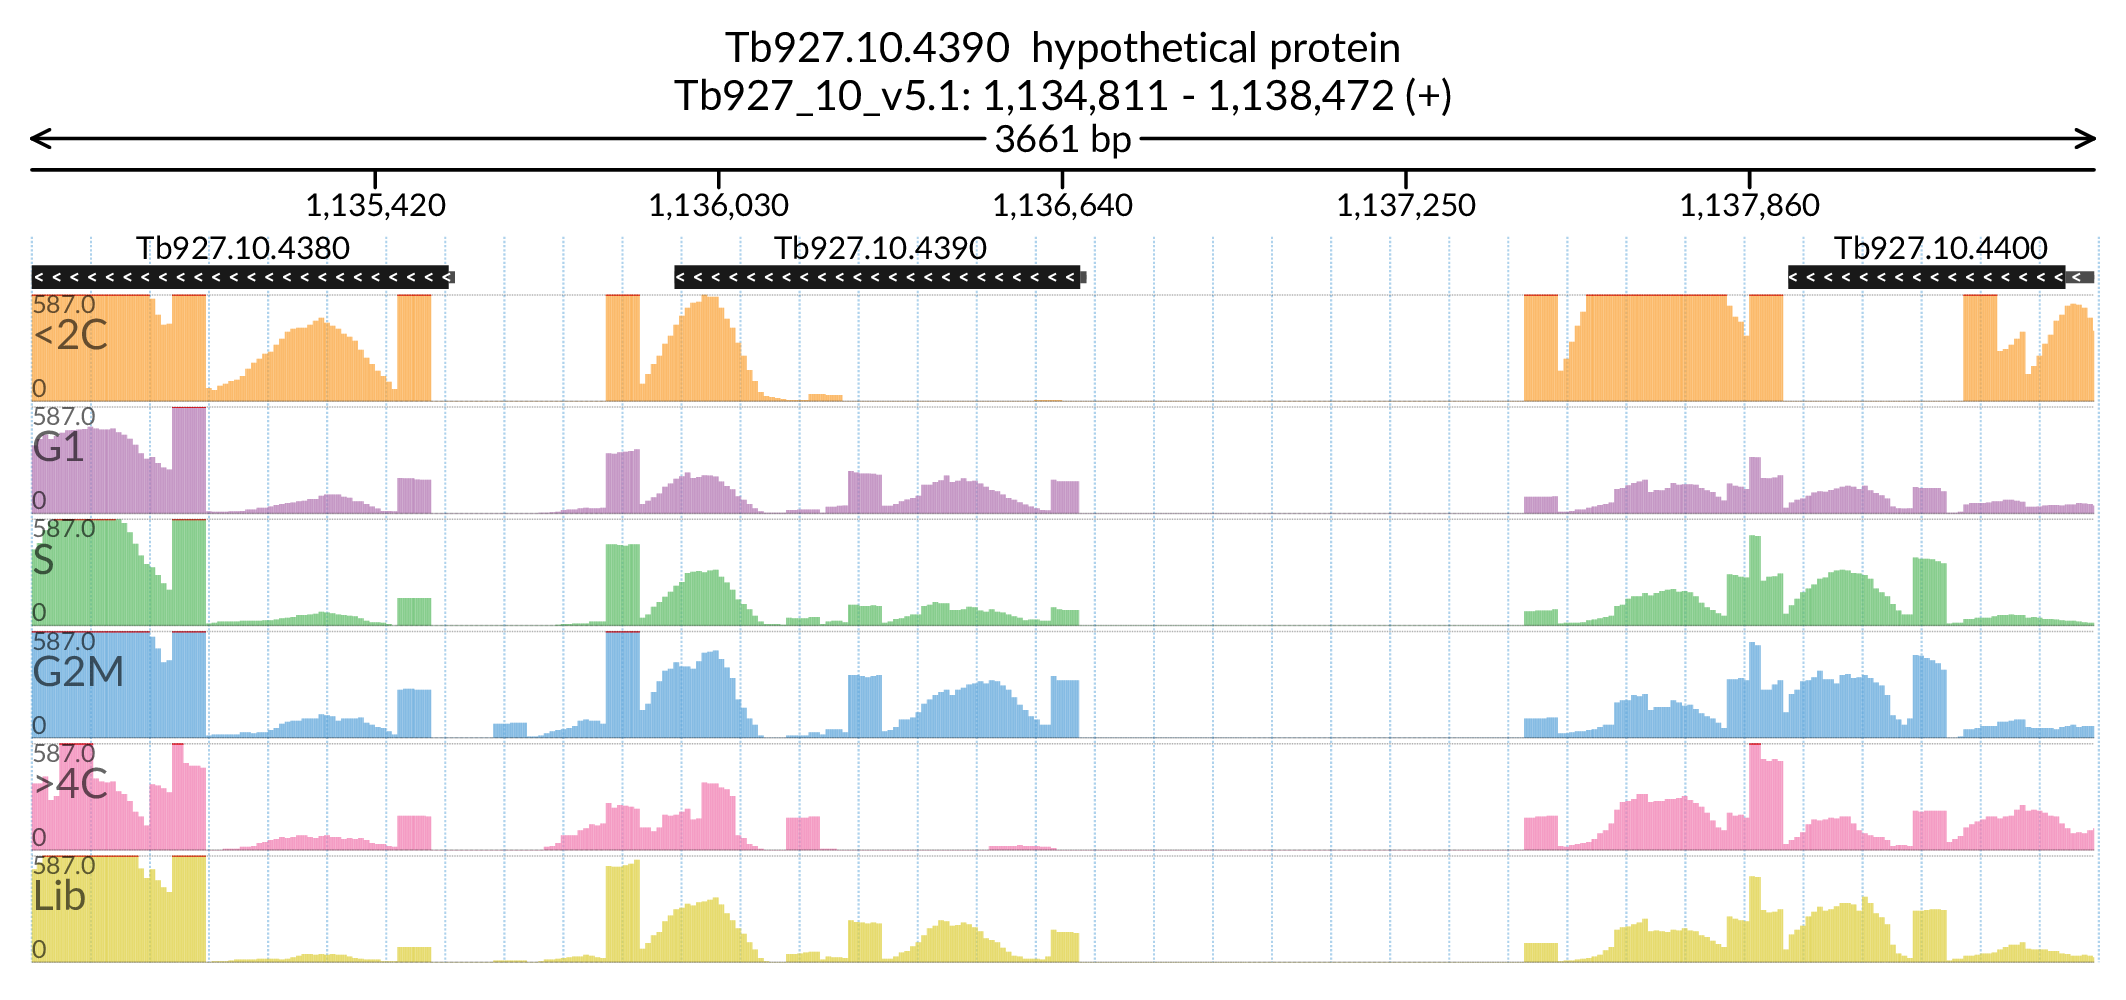 Tb927.10.4390  hypothetical protein
Tb927_10_v5.1: 1,134,811 - 1,138,472 (+)
3661 bp
1,135,420 1,136,030 1,136,640 1,137,250 1,137,860
Tb927.10.4380 Tb927.10.4390 Tb927.10.4400
587.0
<2C
0
587.0
G1
0
587.0
S
0
587.0
G2M
0
587.0
>4C
0
587.0
Lib
0